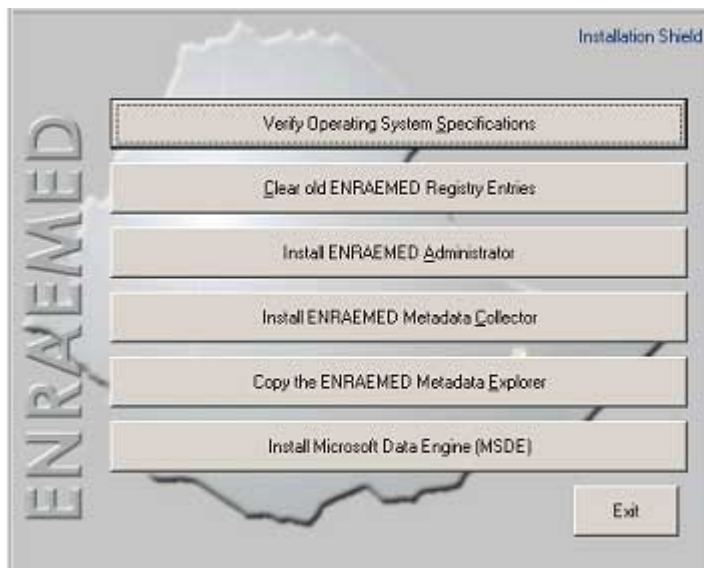 Installation Shield
ENRAEMED
Verify Operating System Specifications
Clear old ENRAEMED Registry Entries
Install ENRAEMED Administrator
Install ENRAEMED Metadata Collector
Copy the ENRAEMED Metadata Explorer
Install Microsoft Data Engine (MSDE)
Exit